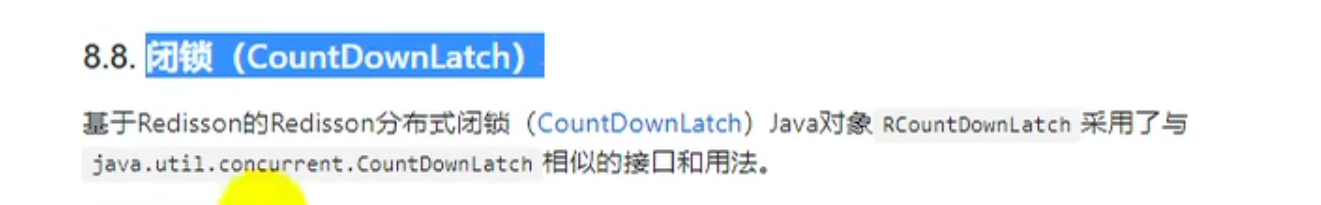 8.8. 闭锁（CountDownLatch）
基于Redisson的Redisson分布式闭锁（CountDownLatch）Java对象 RCountDownLatch 采用了与
java.util.concurrent.CountDownLatch 相似的接口和用法。